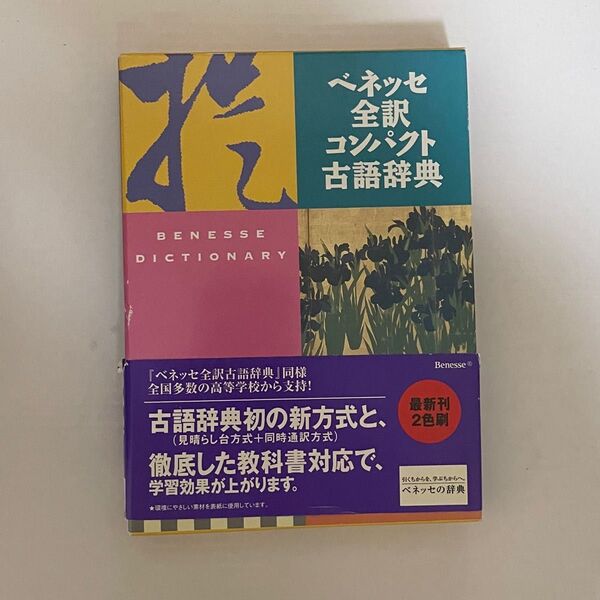 ベネッセ
全訳
コンパクト
古語辞典
BENESSE
DICTIONARY
『ベネッセ全訳古語辞典』同様
全国多数の高等学校から支持!
Benesse®
古語辞典初の新方式と、
(見晴らし台方式+同時通訳方式)
徹底した教科書対応で、
学習効果が上がります。
★環境にやさしい素材を表紙に使用しています。
最新刊
2色刷
引くちからを、学ぶちからへ。
ベネッセの辞典